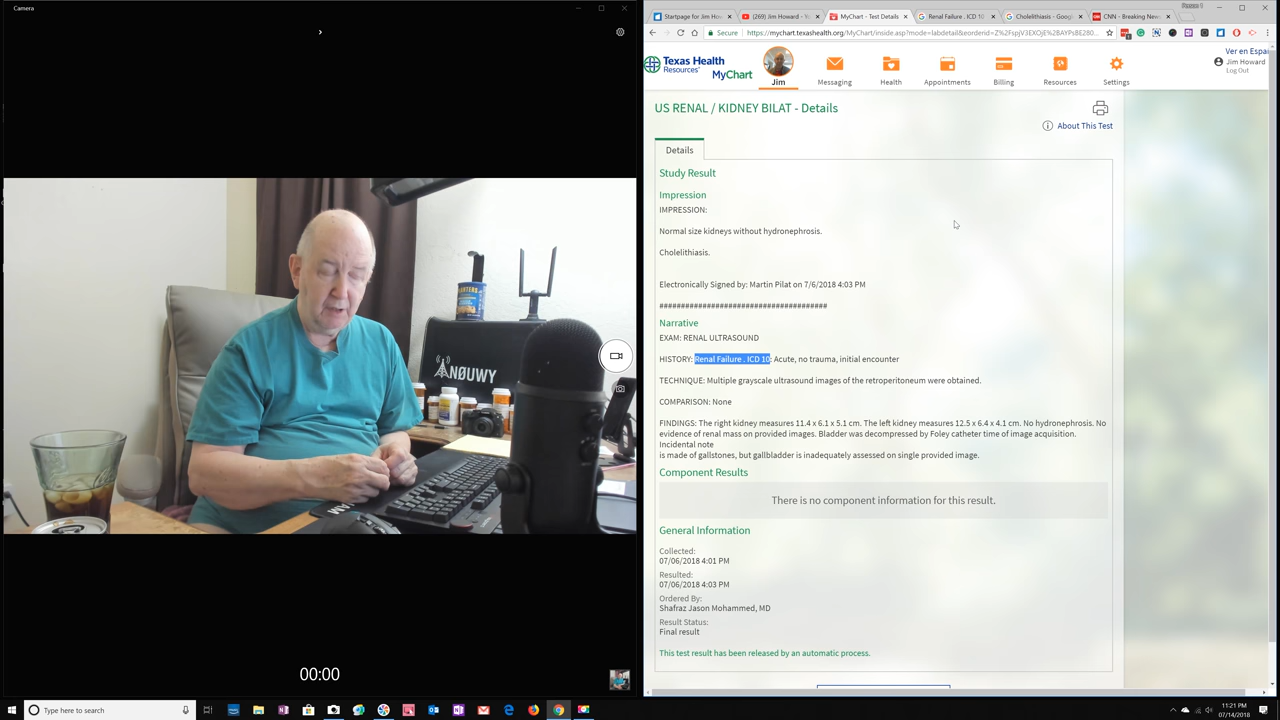 Camera
Startpage for Jim How
(269) Jim Howard - Yo
MyChart - Test Details
Renal Failure . ICD 10
Cholelithiasis - Googl
CNN - Breaking News
Secure
https://mychart.texashealth.org/MyChart/inside.asp?mode=labdetail&eorderid=
Texas Health
Resources
MyChart
Jim
Messaging
Health
Appointments
Billing
Resources
Settings
Ver en Espa
Jim Howard
Log Out
US RENAL / KIDNEY BILAT - Details
About This Test
Details
Study Result
Impression
IMPRESSION:
Normal size kidneys without hydronephrosis.
Cholelithiasis.
Electronically Signed by: Martin Pilat on 7/6/2018 4:03 PM
#######################################
Narrative
EXAM: RENAL ULTRASOUND
HISTORY: Renal Failure . ICD 10: Acute, no trauma, initial encounter
TECHNIQUE: Multiple grayscale ultrasound images of the retroperitoneum were obtained.
COMPARISON: None
FINDINGS: The right kidney measures 11.4 x 6.1 x 5.1 cm. The left kidney measures 12.5 x 6.4 x 4.1 cm. No hydronephrosis. No
evidence of renal mass on provided images. Bladder was decompressed by Foley catheter time of image acquisition.
Incidental note
is made of gallstones, but gallbladder is inadequately assessed on single provided image.
Component Results
There is no component information for this result.
General Information
Collected:
07/06/2018 4:01 PM
Resulted:
07/06/2018 4:03 PM
Ordered By:
Shafraz Jason Mohammed, MD
Result Status:
Final result
This test result has been released by an automatic process.
NØUWY
00:00
Type here to search
11:21 PM
07/14/2018